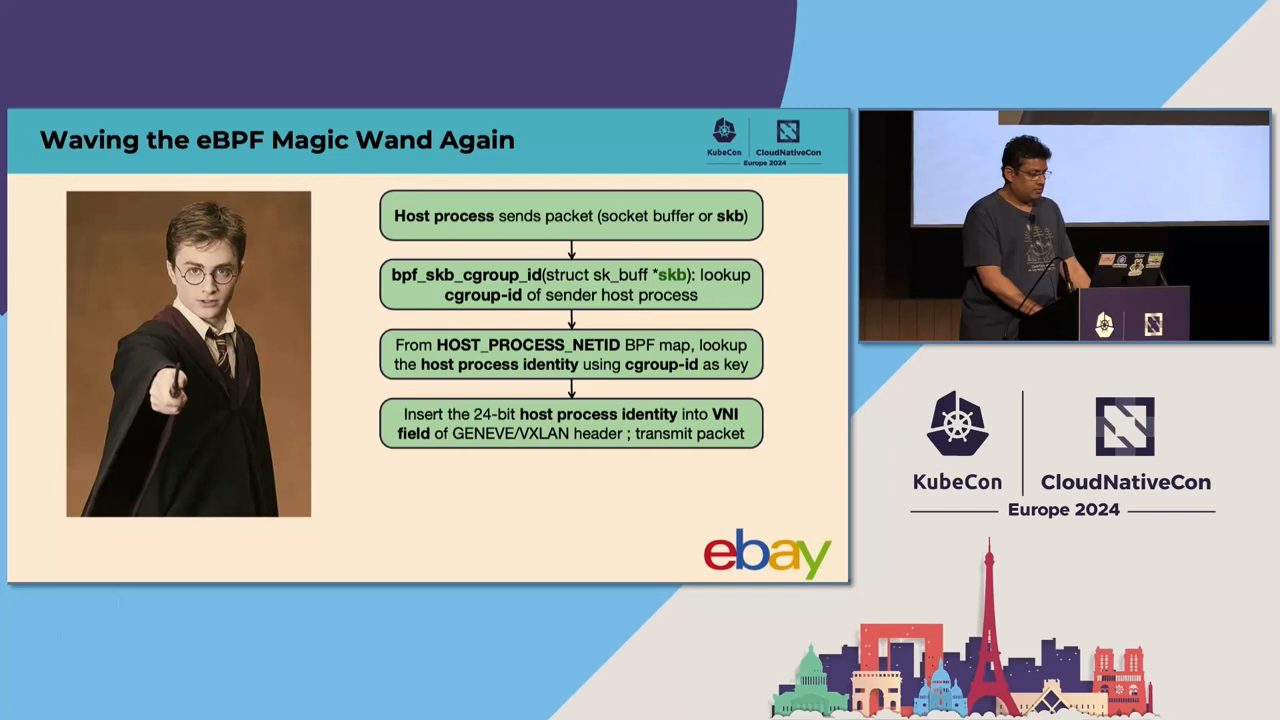 Waving the eBPF Magic Wand Again
KubeCon
CloudNativeCon
Europe 2024
Host process sends packet (socket buffer or skb)
bpf_skb_cgroup_id(struct sk_buff *skb): lookup
cgroup-id of sender host process
From HOST_PROCESS_NETID BPF map, lookup
the host process identity using cgroup-id as key
Insert the 24-bit host process identity into VNI
field of GENEVE/VXLAN header ; transmit packet
ebay
KubeCon
CloudNativeCon
Europe 2024